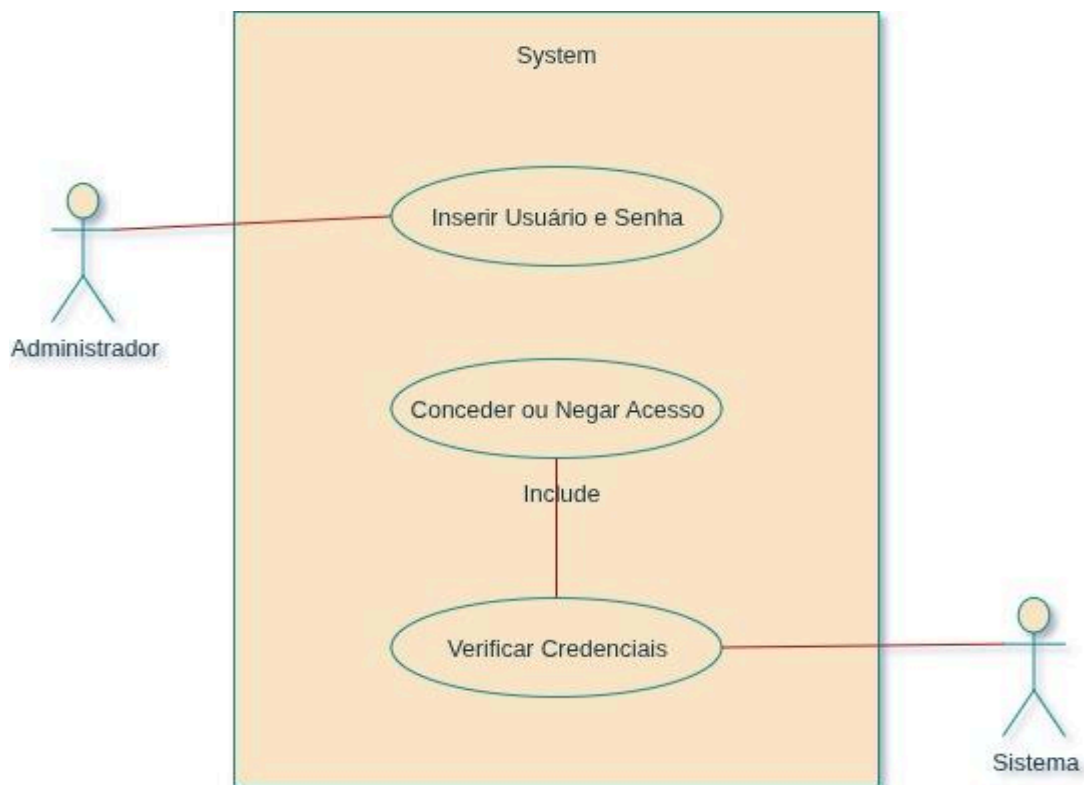 System
Inserir Usuário e Senha
Administrador
Conceder ou Negar Acesso
Include
Verificar Credenciais
Sistema